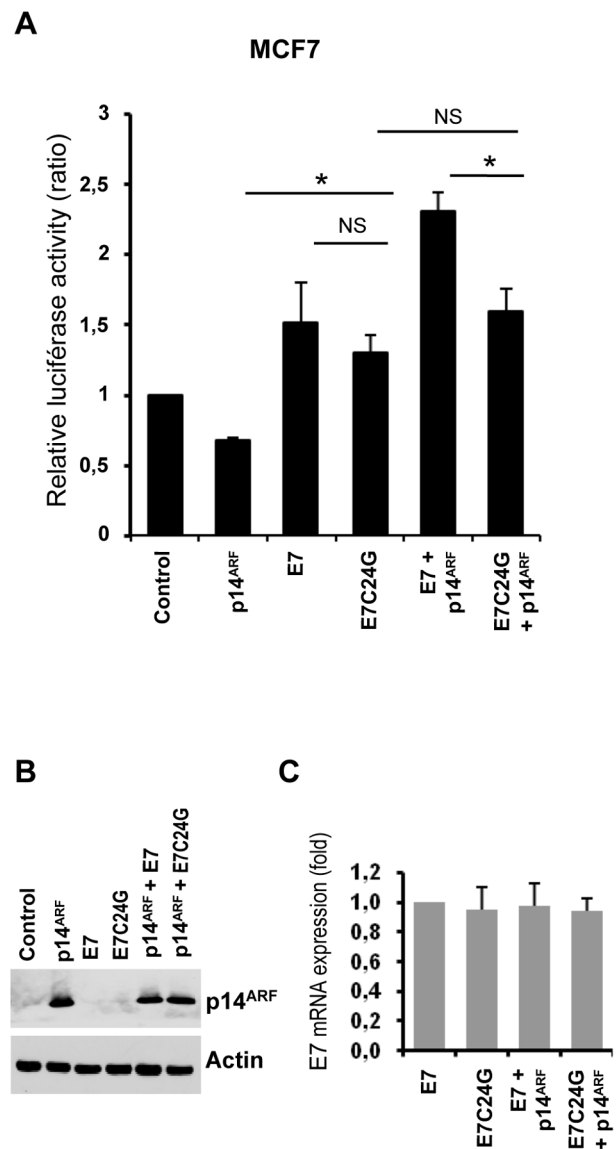 A
MCF7
Relative luciférase activity (ratio)
3
2,5
2
1,5
1
0,5
0
NS
*
*
NS
Control
p14ARF
E7
E7C24G
E7 +
p14ARF
E7C24G
+ p14ARF
B
Control
p14ARF
E7
E7C24G
p14ARF + E7
p14ARF + E7C24G
p14ARF
Actin
C
E7 mRNA expression (fold)
1,2
1,0
0,8
0,6
0,4
0,2
0,0
E7
E7C24G
E7 +
p14ARF
E7C24G
+ p14ARF